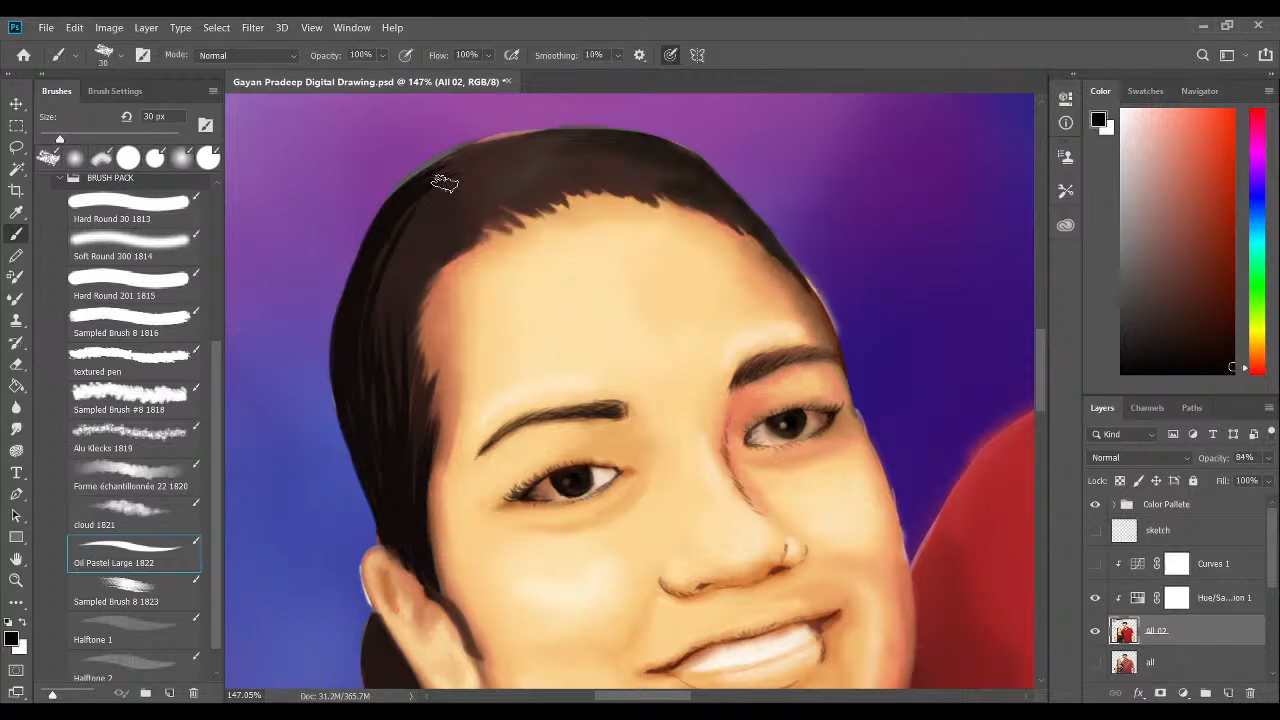 Ps File Edit Image Layer Type Select Filter 3D View Window Help
30 Mode: Normal Opacity: 100% Flow: 100% Smoothing: 10%
Brushes Brush Settings
Gayan Pradeep Digital Drawing.psd @ 147% (All 02, RGB/8) *
Color Swatches Navigator
Size: 30 px
BRUSH PACK
Hard Round 30 1813
Soft Round 300 1814
Hard Round 201 1815
Sampled Brush 8 1816
textured pen
Sampled Brush #8 1818
Alu Klecks 1819
Forme échantillonnée 22 1820
cloud 1821
Oil Pastel Large 1822
Sampled Brush 8 1823
Halftone 1
Halftone 2
Layers Channels Paths
Kind
Normal Opacity: 84%
Lock: Fill: 100%
Color Pallete
sketch
Curves 1
Hue/Sa...ion 1
All 02
all
147.05% Doc: 31.2M/365.7M